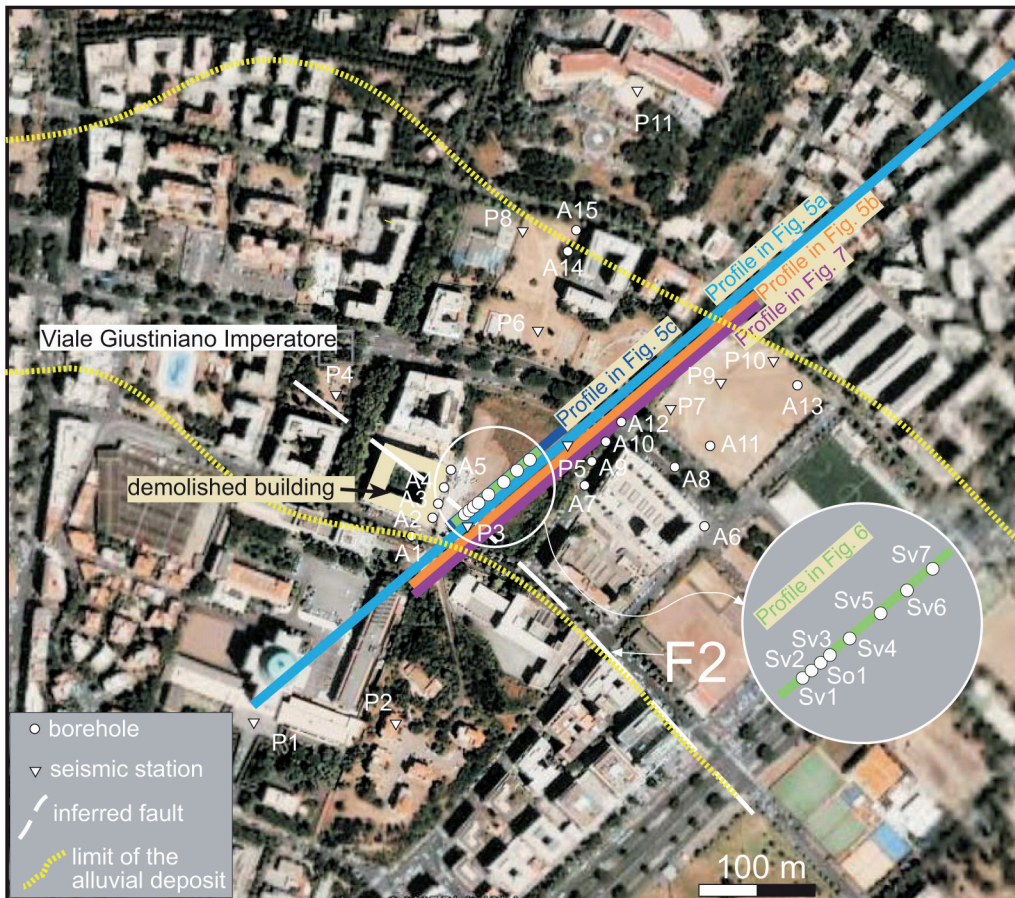 P11
A15
P8
A14
Profile in Fig. 5a
Profile in Fig. 5b
Profile in Fig. 7
P6
Viale Giustiniano Imperatore
Profile in Fig. 5c
P4
P10
P9
P7
A13
A12
A10
A11
P5
A9
A8
A5
A4
A7
demolished building
A3
A2
A6
P3
A1
Profile in Fig. 6
Sv7
Sv6
Sv5
Sv4
Sv3
So1
Sv2
Sv1
F2
P2
P1
borehole
seismic station
inferred fault
limit of the
alluvial deposit
100 m